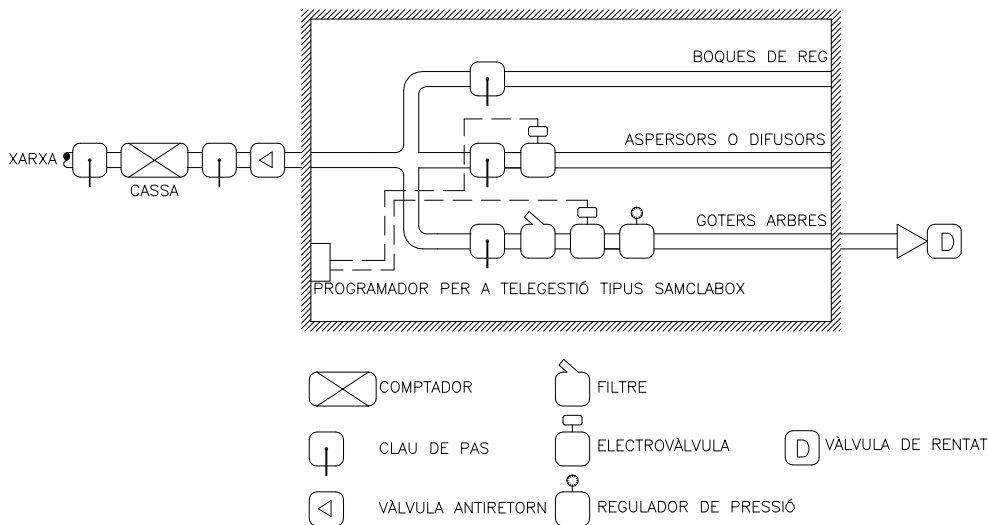 BOQUES DE REG
ASPERSORS O DIFUSORS
XARXA
CASSA
GOTERS ARBRES
D
PROGRAMADOR PER A TELEGESTIÓ TIPUS SAMCLABOX
COMPTADOR
FILTRE
CLAU DE PAS
ELECTROVÀLVULA
D VÀLVULA DE RENTAT
VÀLVULA ANTIRETORN
REGULADOR DE PRESSIÓ